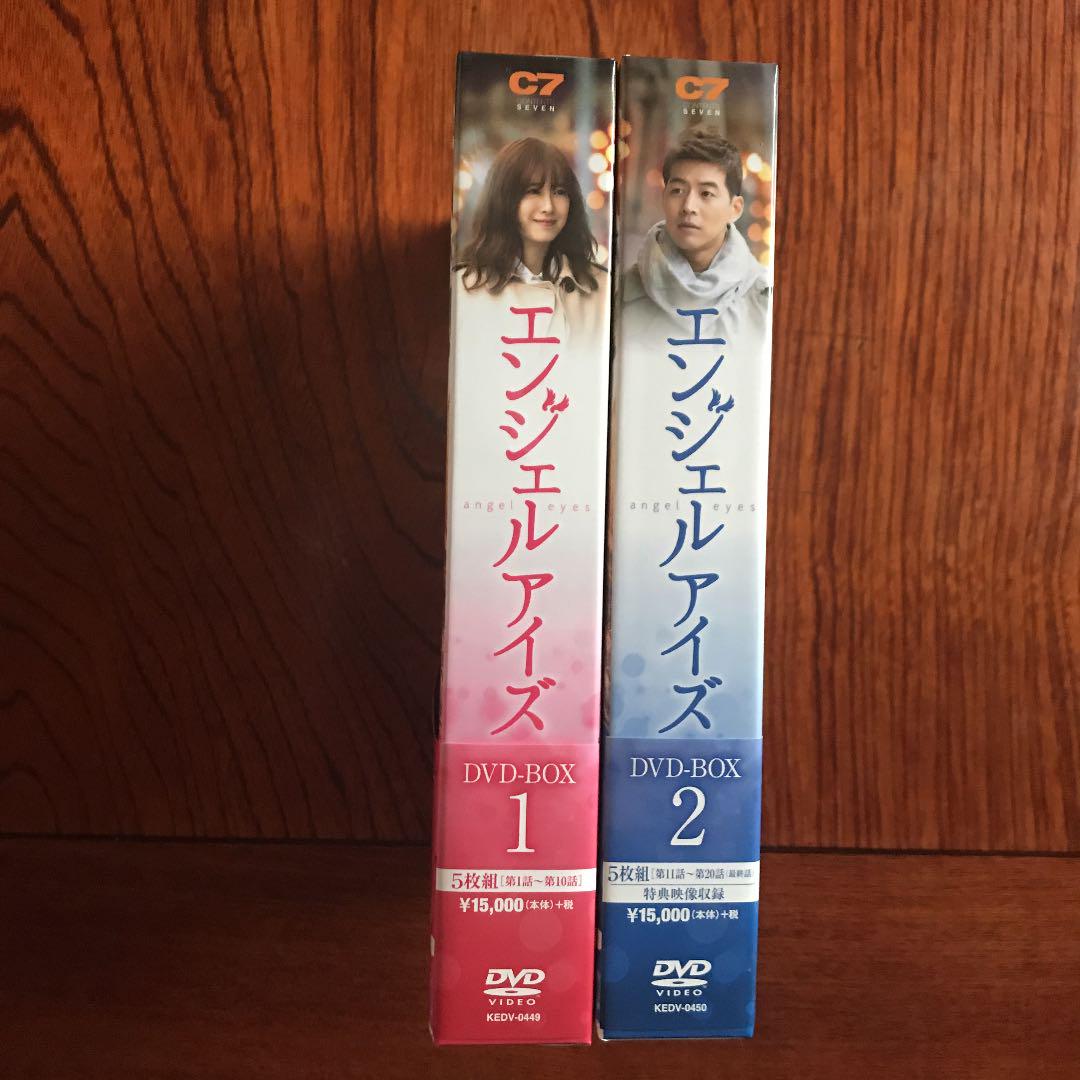 C7
CONTENTS
SEVEN
エンジェルアイズ
angel eyes
DVD-BOX
1
5枚組[第1話~第10話]
¥15,000(本体)+税
DVD
VIDEO
KEDV-0449
C7
CONTENTS
SEVEN
エンジェルアイズ
angel eyes
DVD-BOX
2
5枚組[第11話~第20話(最終話)]
特典映像収録
¥15,000(本体)+税
DVD
VIDEO
KEDV-0450